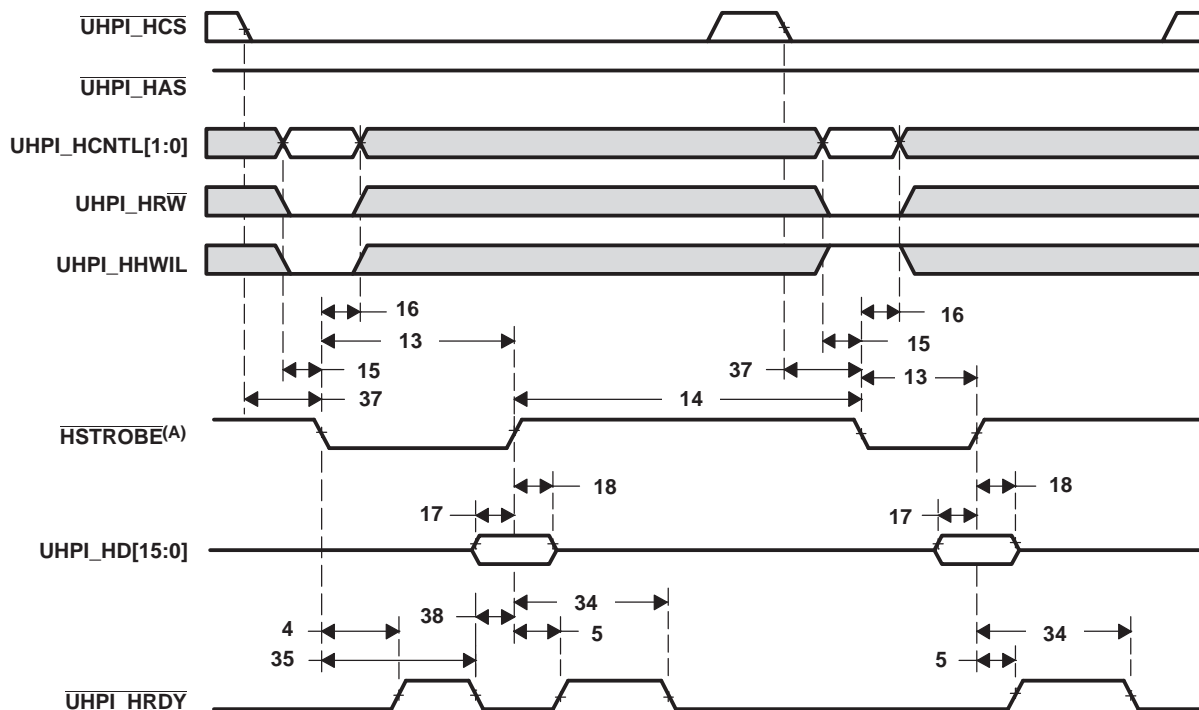 UHPI_HCS
UHPI_HAS
UHPI_HCNTL[1:0]
UHPI_HRW
UHPI_HHWIL
16
16
13
15
15
37
13
37
14
HSTROBE(A)
18
18
17
17
UHPI_HD[15:0]
38
34
4
5
34
35
5
UHPI_HRDY